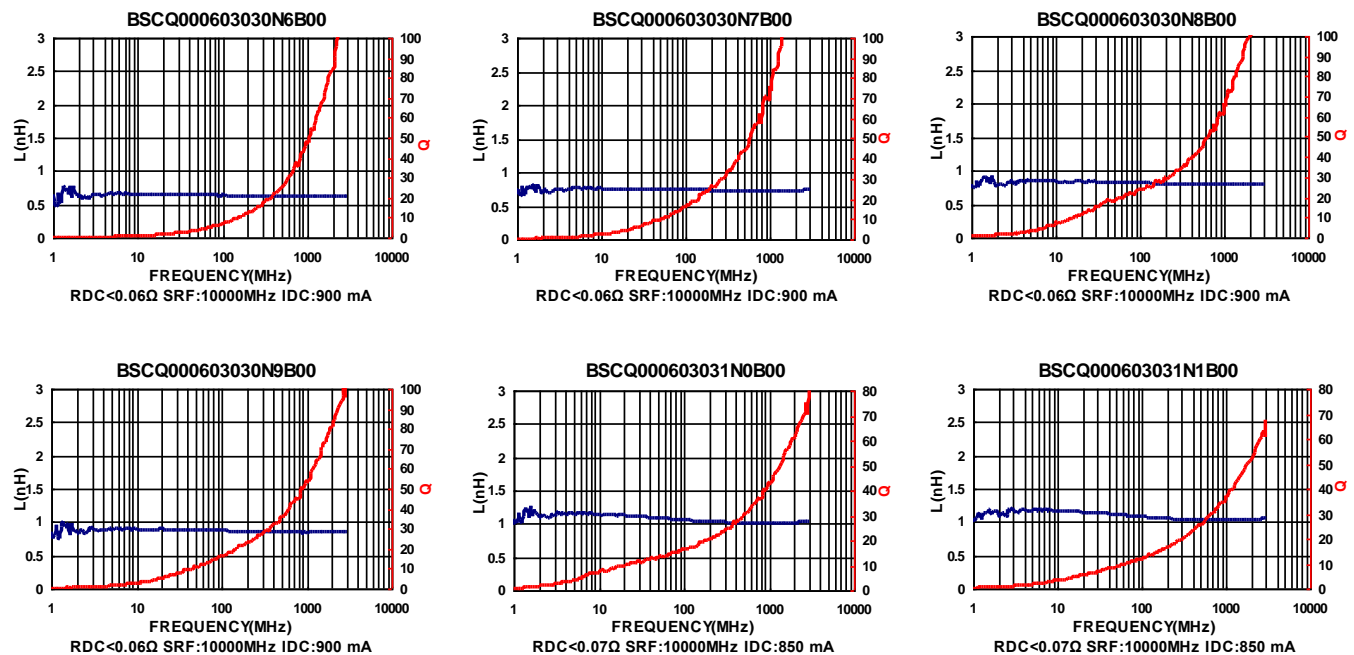 BSCQ000603030N6B00
3
2.5
2
1.5
1
0.5
0
L(nH)
100
90
80
70
60
50
40
30
20
10
0
Q
1 10 100 1000 10000
FREQUENCY(MHz)
RDC<0.06Ω SRF:10000MHz IDC:900 mA
BSCQ000603030N7B00
3
2.5
2
1.5
1
0.5
0
L(nH)
100
90
80
70
60
50
40
30
20
10
0
Q
1 10 100 1000 10000
FREQUENCY(MHz)
RDC<0.06Ω SRF:10000MHz IDC:900 mA
BSCQ000603030N8B00
3
2.5
2
1.5
1
0.5
0
L(nH)
100
90
80
70
60
50
40
30
20
10
0
Q
1 10 100 1000 10000
FREQUENCY(MHz)
RDC<0.06Ω SRF:10000MHz IDC:900 mA
BSCQ000603030N9B00
3
2.5
2
1.5
1
0.5
0
L(nH)
100
90
80
70
60
50
40
30
20
10
0
Q
1 10 100 1000 10000
FREQUENCY(MHz)
RDC<0.06Ω SRF:10000MHz IDC:900 mA
BSCQ000603031N0B00
3
2.5
2
1.5
1
0.5
0
L(nH)
80
70
60
50
40
30
20
10
0
Q
1 10 100 1000 10000
FREQUENCY(MHz)
RDC<0.07Ω SRF:10000MHz IDC:850 mA
BSCQ000603031N1B00
3
2.5
2
1.5
1
0.5
0
L(nH)
80
70
60
50
40
30
20
10
0
Q
1 10 100 1000 10000
FREQUENCY(MHz)
RDC<0.07Ω SRF:10000MHz IDC:850 mA